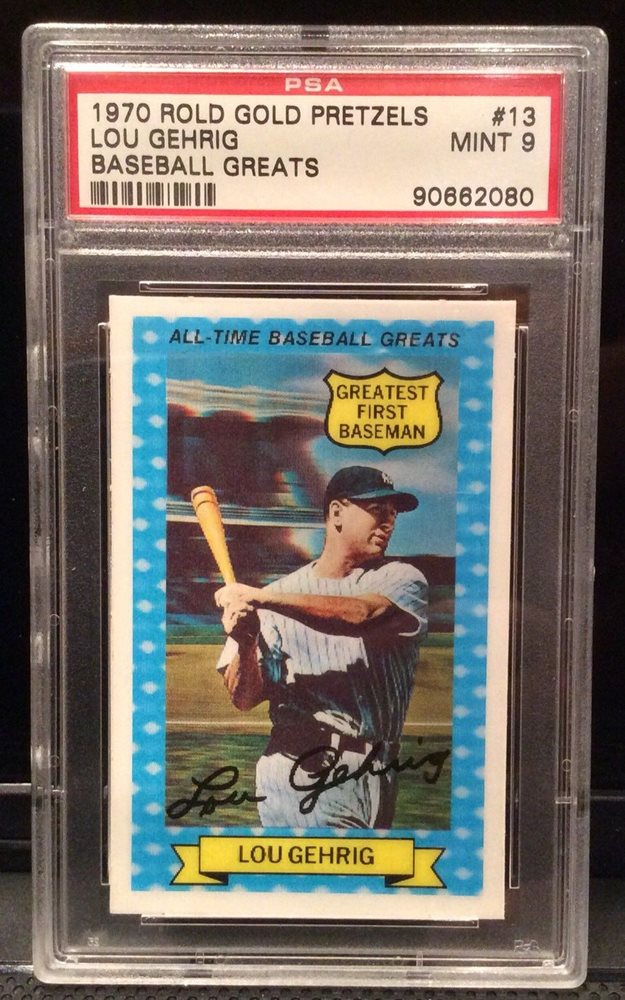 PSA
1970 ROLD GOLD PRETZELS #13
LOU GEHRIG MINT 9
BASEBALL GREATS
90662080
ALL-TIME BASEBALL GREATS
GREATEST
FIRST
BASEMAN
Lou Gehrig
LOU GEHRIG